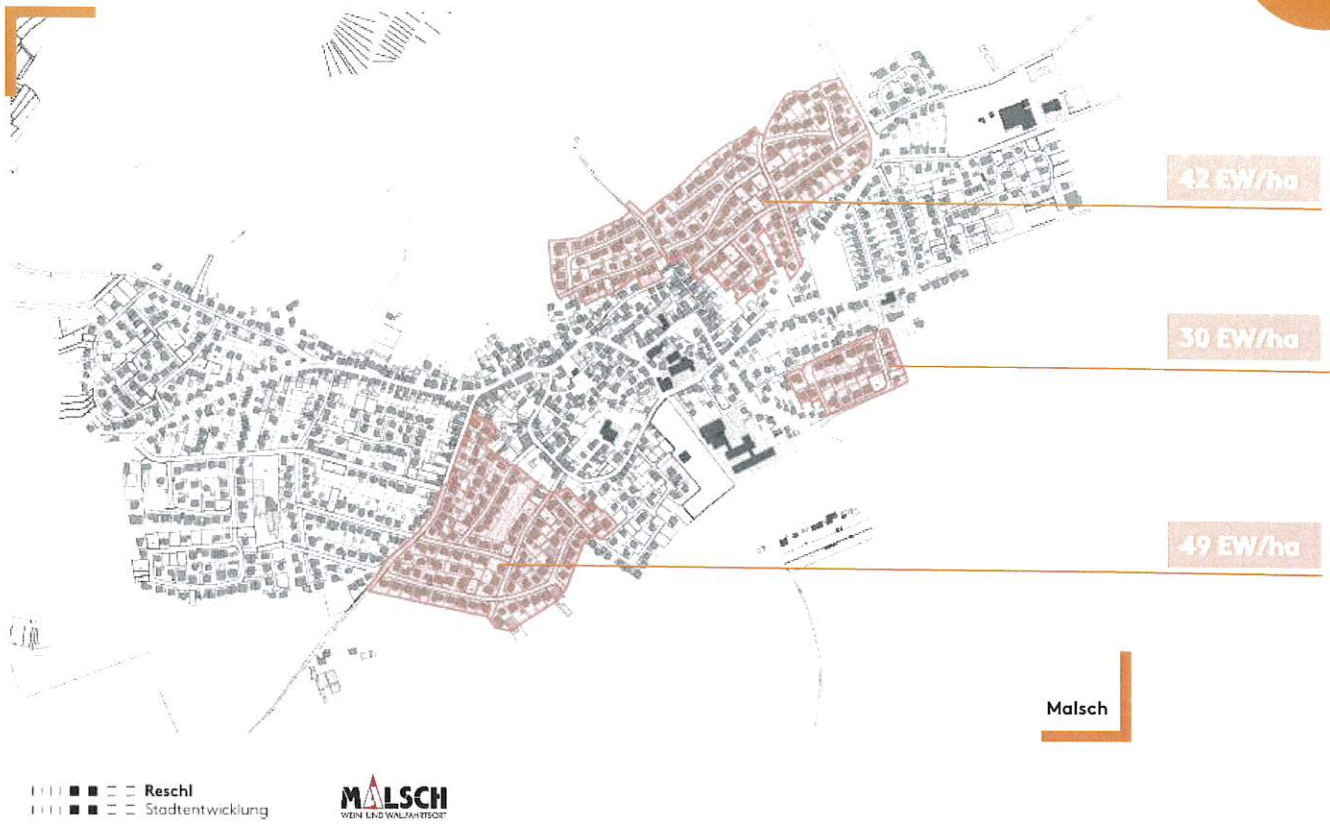 42 EW/ha
30 EW/ha
49 EW/ha
Malsch
Reschl
Stadtentwicklung
MALSCH
WEIN UND WALLFAHRTSORT